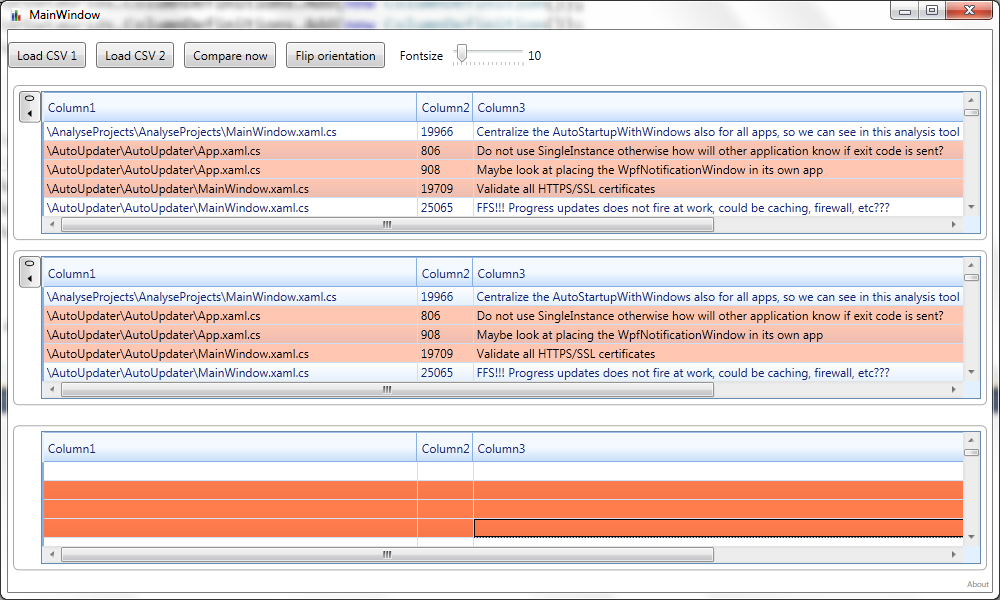 MainWindow
Load CSV 1 Load CSV 2 Compare now Flip orientation Fontsize 10
Column1 Column2 Column3
\AnalyseProjects\AnalyseProjects\MainWindow.xaml.cs 19966 Centralize the AutoStartupWithWindows also for all apps, so we can see in this analysis tool
\AutoUpdater\AutoUpdater\App.xaml.cs 806 Do not use SingleInstance otherwise how will other application know if exit code is sent?
\AutoUpdater\AutoUpdater\App.xaml.cs 908 Maybe look at placing the WpfNotificationWindow in its own app
\AutoUpdater\AutoUpdater\MainWindow.xaml.cs 19709 Validate all HTTPS/SSL certificates
\AutoUpdater\AutoUpdater\MainWindow.xaml.cs 25065 FFS!!! Progress updates does not fire at work, could be caching, firewall, etc???
Column1 Column2 Column3
\AnalyseProjects\AnalyseProjects\MainWindow.xaml.cs 19966 Centralize the AutoStartupWithWindows also for all apps, so we can see in this analysis tool
\AutoUpdater\AutoUpdater\App.xaml.cs 806 Do not use SingleInstance otherwise how will other application know if exit code is sent?
\AutoUpdater\AutoUpdater\App.xaml.cs 908 Maybe look at placing the WpfNotificationWindow in its own app
\AutoUpdater\AutoUpdater\MainWindow.xaml.cs 19709 Validate all HTTPS/SSL certificates
\AutoUpdater\AutoUpdater\MainWindow.xaml.cs 25065 FFS!!! Progress updates does not fire at work, could be caching, firewall, etc???
Column1 Column2 Column3
About